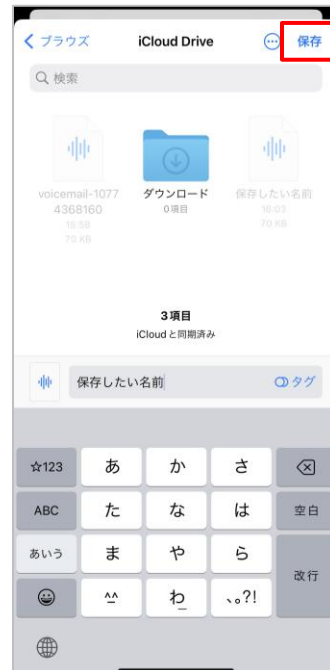 ブラウズ
iCloud Drive
保存
検索
voicemail-1077
4368160
15:58
70 KB
ダウンロード
0項目
保存したい名前
16:03
70 KB
3項目
iCloudと同期済み
保存したい名前
タグ
☆123
あ
か
さ
ABC
た
な
は
空白
あいう
ま
や
ら
改行
^^
わ
、。?!